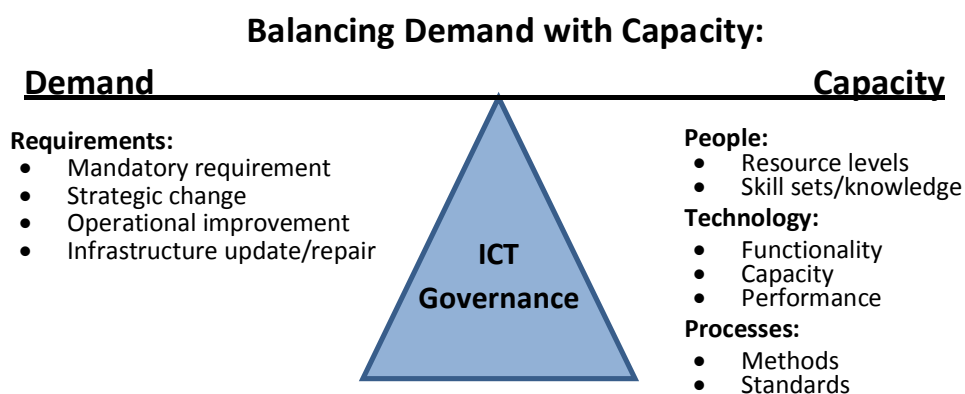 Balancing Demand with Capacity:
Demand
Capacity
Requirements:
• Mandatory requirement
• Strategic change
• Operational improvement
• Infrastructure update/repair
ICT
Governance
People:
• Resource levels
• Skill sets/knowledge
Technology:
• Functionality
• Capacity
• Performance
Processes:
• Methods
• Standards